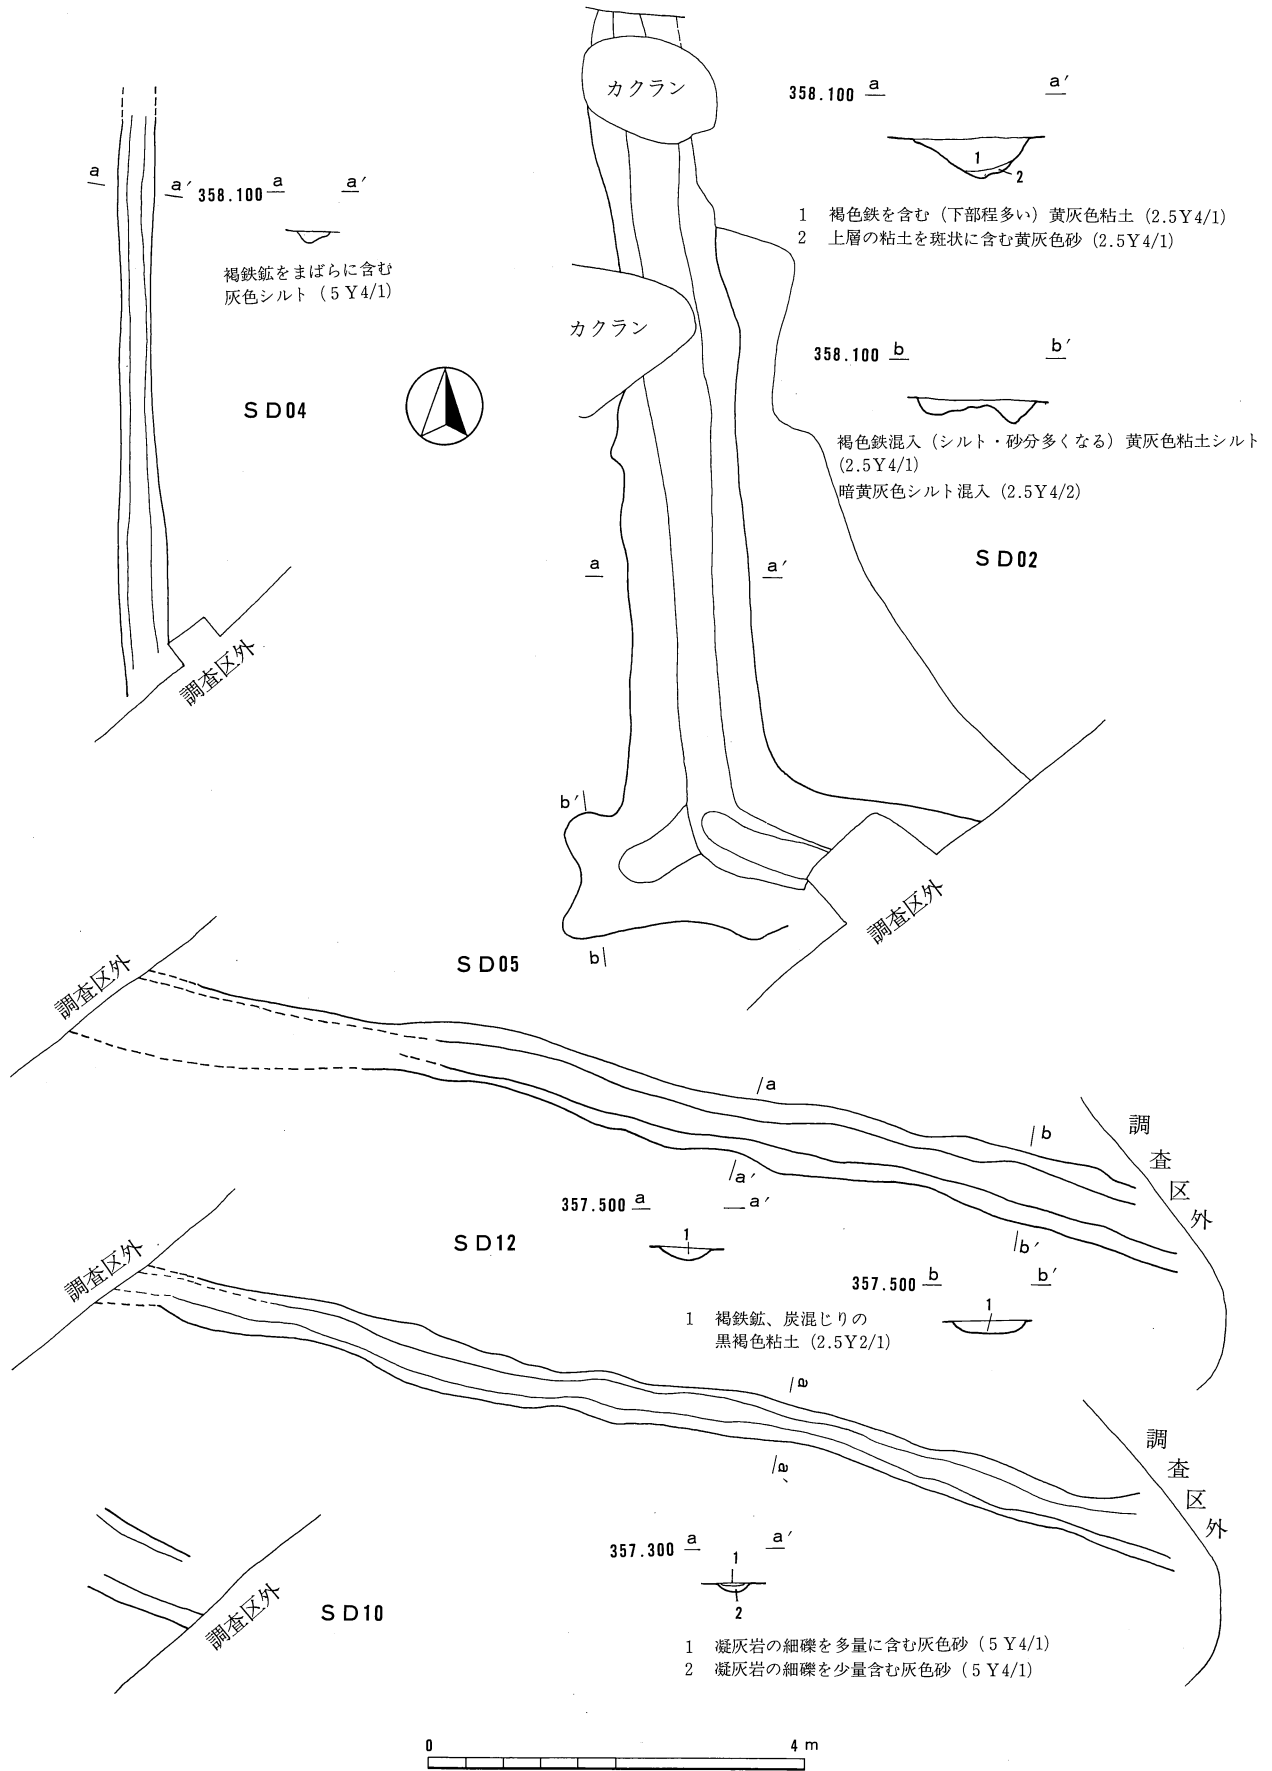 カクラン
358.100 a a′
1
2
1 褐色鉄を含む（下部程多い）黄灰色粘土（2.5Y4/1）
2 上層の粘土を斑状に含む黄灰色砂（2.5Y4/1）
a a′
358.100 a a′
褐鉄鉱をまばらに含む
灰色シルト（5Y4/1）
SD04
カクラン
358.100 b b′
褐色鉄混入（シルト・砂分多くなる）黄灰色粘土シルト
(2.5Y4/1)
暗黄灰色シルト混入（2.5Y4/2）
SD02
a a′
調査区外
b′
b
調査区外
SD05
調査区外
a
b
a′
b′
調査区外
357.500 a a′
1
SD12
調査区外
357.500 b b′
1
1 褐鉄鉱、炭混じりの
黒褐色粘土（2.5Y2/1）
a
a′
調査区外
357.300 a a′
1
2
SD10
調査区外
1 凝灰岩の細礫を多量に含む灰色砂（5Y4/1）
2 凝灰岩の細礫を少量含む灰色砂（5Y4/1）
0 4m